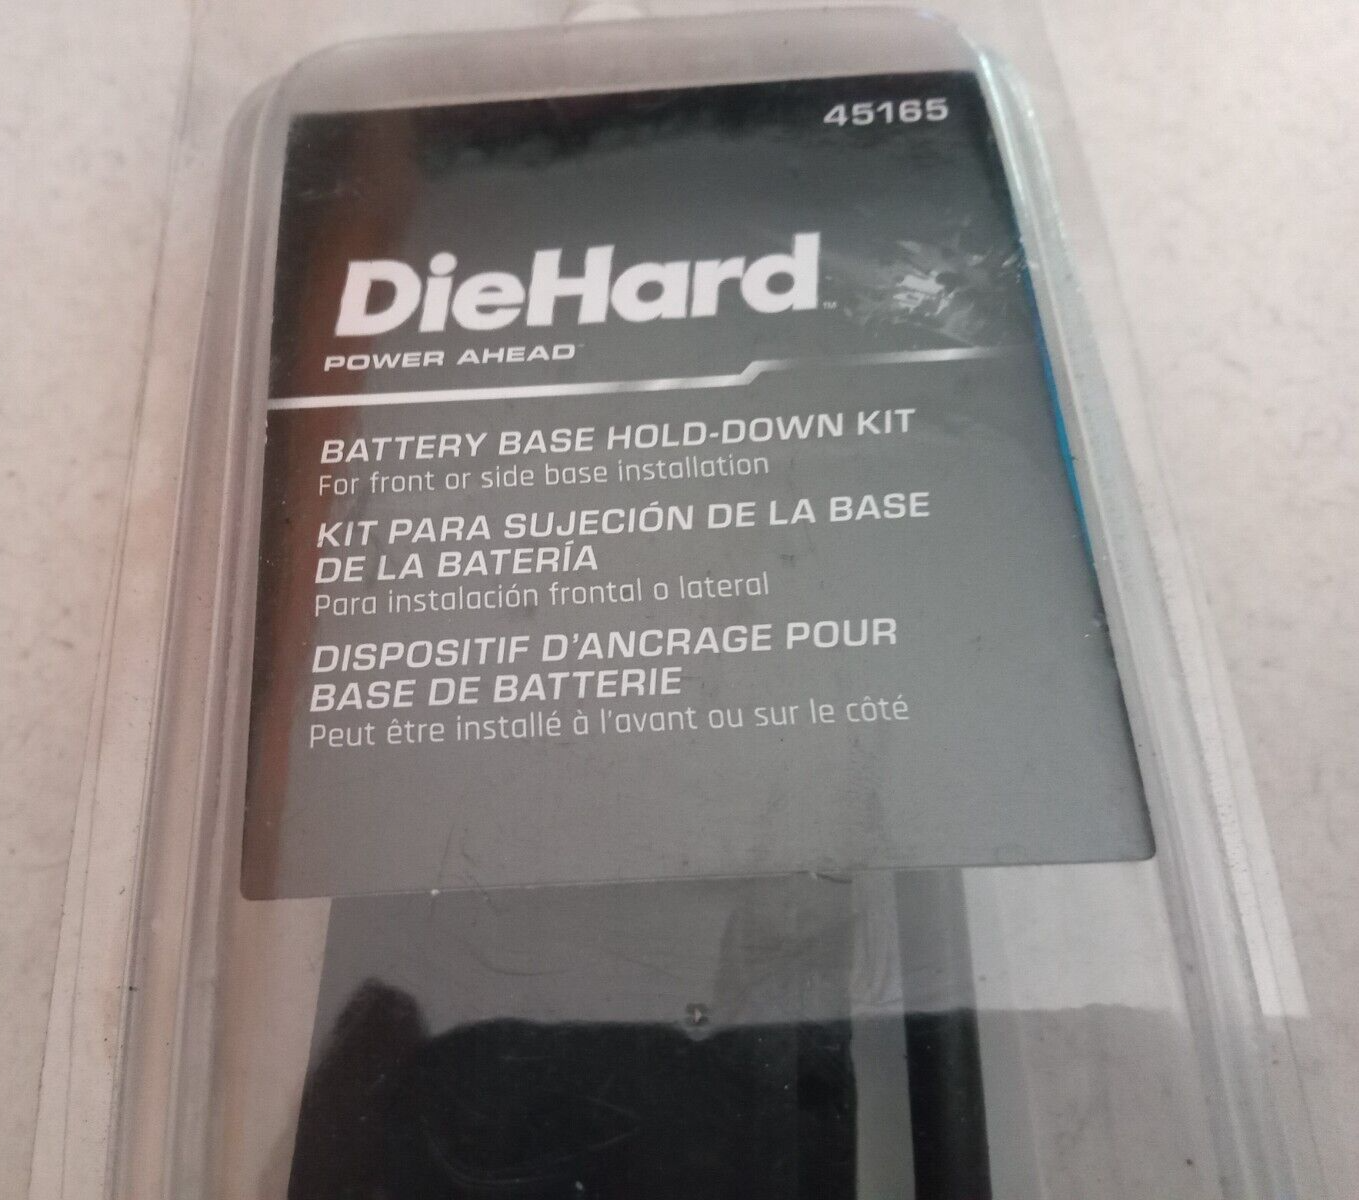 45165
DieHard™
POWER AHEAD™
BATTERY BASE HOLD-DOWN KIT
For front or side base installation
KIT PARA SUJECIÓN DE LA BASE
DE LA BATERÍA
Para instalación frontal o lateral
DISPOSITIF D'ANCRAGE POUR
BASE DE BATTERIE
Peut être installé à l'avant ou sur le côté